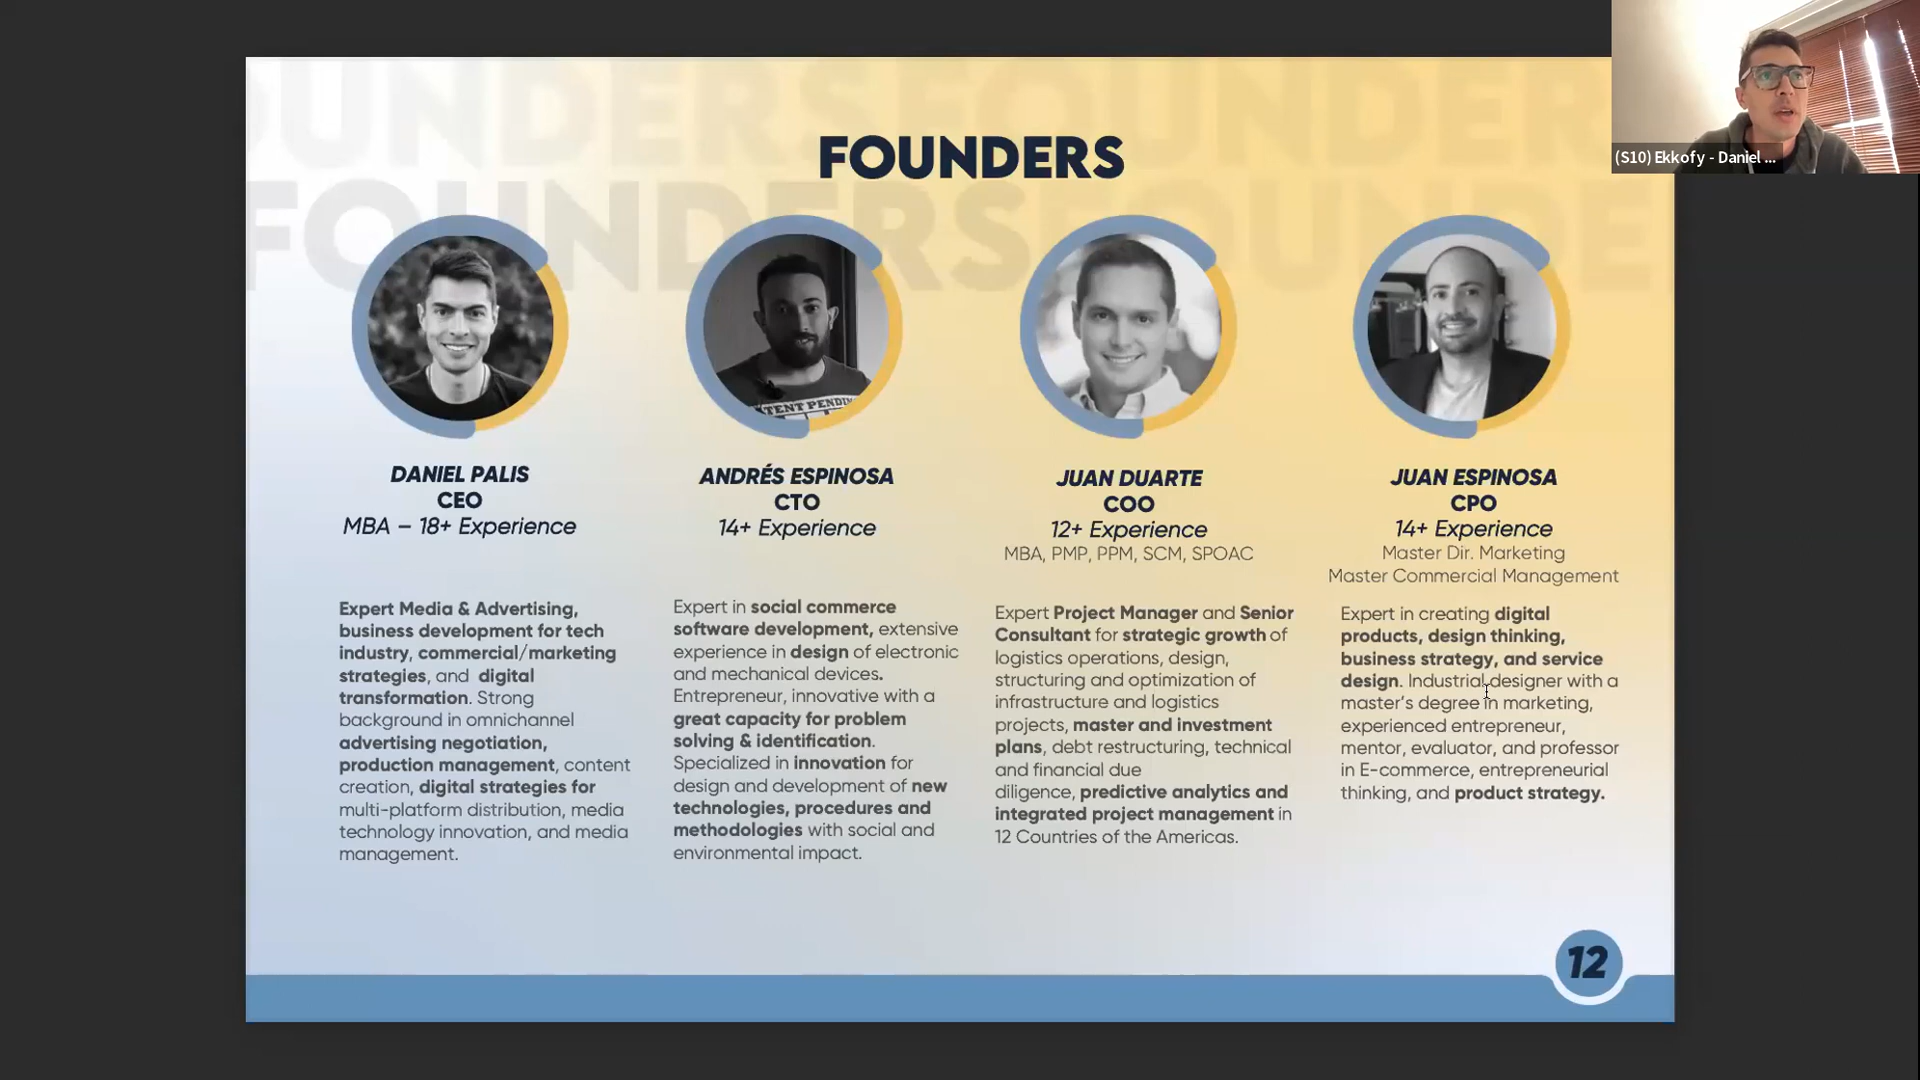 OUNDERSFOUNDER
FOUNDERSFOUNDE
FOUNDERS
(S10) Ekkofy - Daniel ...
TENT PENDIN
DANIEL PALIS
CEO
MBA – 18+ Experience
Expert Media & Advertising,
business development for tech
industry, commercial/marketing
strategies, and digital
transformation. Strong
background in omnichannel
advertising negotiation,
production management, content
creation, digital strategies for
multi-platform distribution, media
technology innovation, and media
management.
ANDRÉS ESPINOSA
CTO
14+ Experience
Expert in social commerce
software development, extensive
experience in design of electronic
and mechanical devices.
Entrepreneur, innovative with a
great capacity for problem
solving & identification.
Specialized in innovation for
design and development of new
technologies, procedures and
methodologies with social and
environmental impact.
JUAN DUARTE
COO
12+ Experience
MBA, PMP, PPM, SCM, SPOAC
Expert Project Manager and Senior
Consultant for strategic growth of
logistics operations, design,
structuring and optimization of
infrastructure and logistics
projects, master and investment
plans, debt restructuring, technical
and financial due
diligence, predictive analytics and
integrated project management in
12 Countries of the Americas.
JUAN ESPINOSA
CPO
14+ Experience
Master Dir. Marketing
Master Commercial Management
Expert in creating digital
products, design thinking,
business strategy, and service
design. Industrial designer with a
master's degree in marketing,
experienced entrepreneur,
mentor, evaluator, and professor
in E-commerce, entrepreneurial
thinking, and product strategy.
12